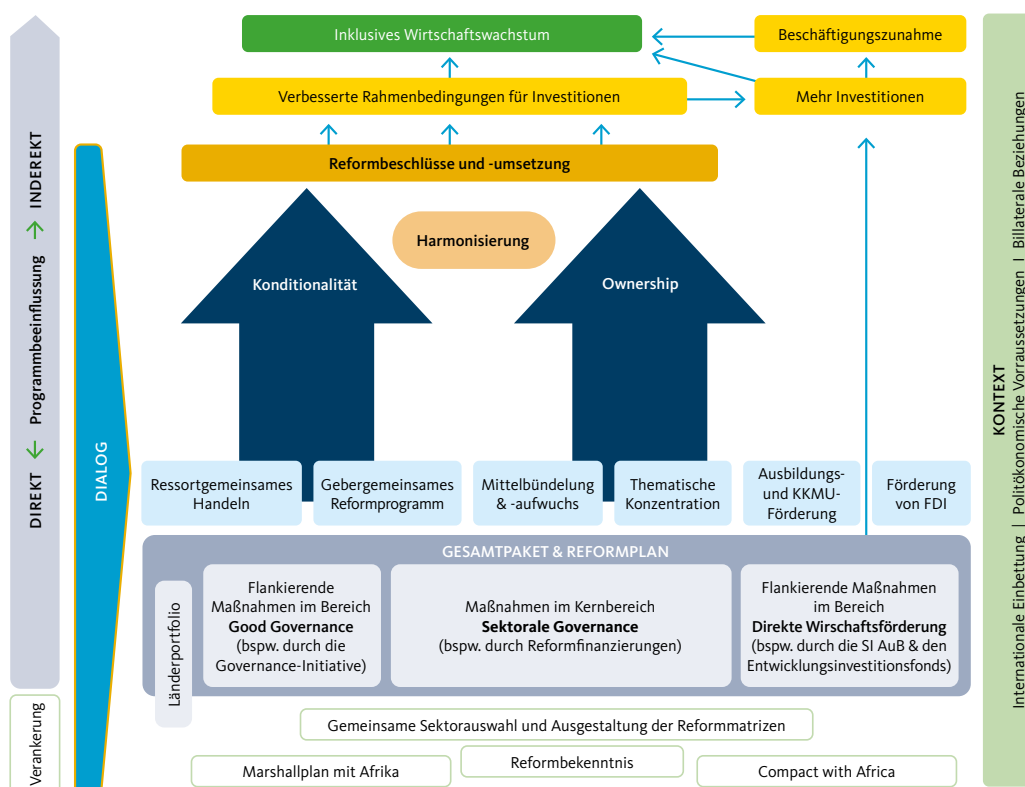 Inklusives Wirtschaftswachstum
Beschäftigungszunahme
Verbesserte Rahmenbedingungen für Investitionen
Mehr Investitionen
Reformbeschlüsse und -umsetzung
Harmonisierung
Konditionalität
Ownership
DIREKT ← Programmbeeinflussung → INDEREKT
DIALOG
Ressortgemeinsames
Handeln
Gebergemeinsames
Reformprogramm
Mittelbündelung
& -aufwuchs
Thematische
Konzentration
Ausbildungs-
und KKMU-
Förderung
Förderung
von FDI
GESAMTPAKET & REFORMPLAN
Länderportfolio
Flankierende
Maßnahmen im Bereich
Good Governance
(bspw. durch die
Governance-Initiative)
Maßnahmen im Kernbereich
Sektorale Governance
(bspw. durch Reformfinanzierungen)
Flankierende Maßnahmen
im Bereich
Direkte Wirschaftsförderung
(bspw. durch die SI AuB & den
Entwicklungsinvestitionsfonds)
Verankerung
Gemeinsame Sektorauswahl und Ausgestaltung der Reformmatrizen
Marshallplan mit Afrika
Reformbekenntnis
Compact with Africa
KONTEXT
Internationale Einbettung | Politökonomische Vorraussetzungen | Billaterale Beziehungen